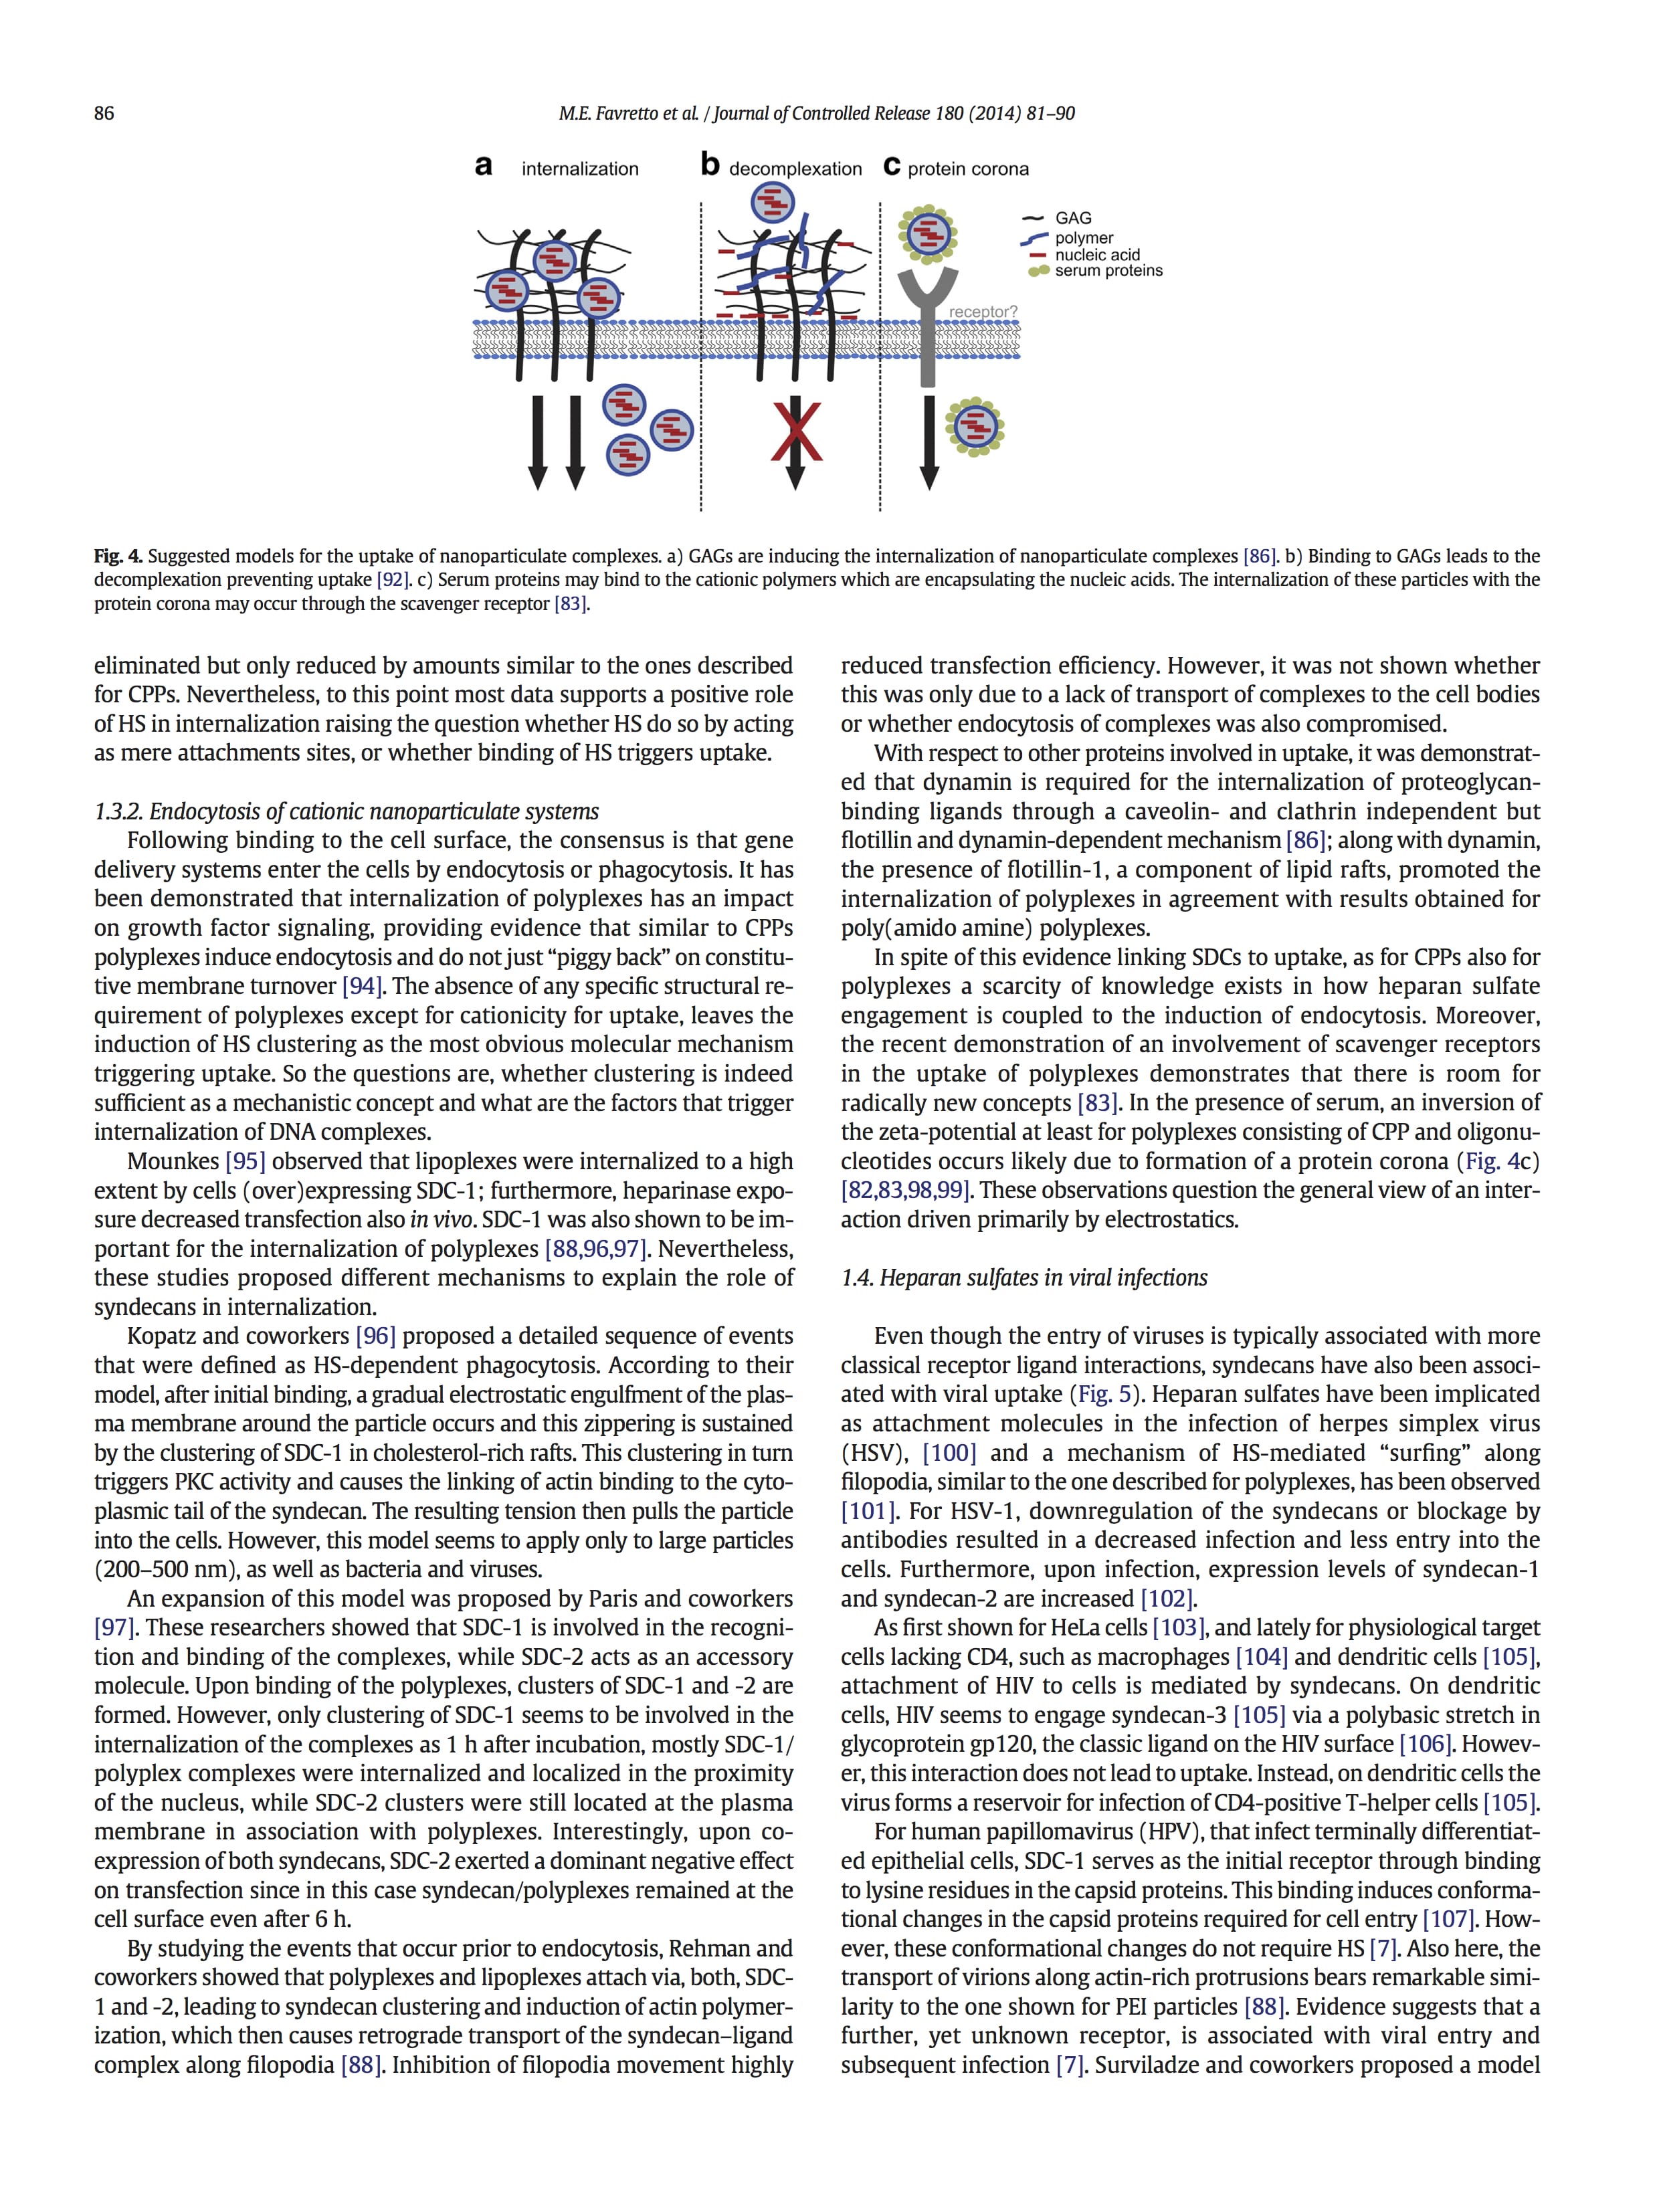 86
M.E. Favretto et al. / Journal of Controlled Release 180 (2014) 81–90
a internalization
b decomplexation
c protein corona
GAG
polymer
nucleic acid
serum proteins
receptor?
Fig. 4. Suggested models for the uptake of nanoparticulate complexes. a) GAGs are inducing the internalization of nanoparticulate complexes [86]. b) Binding to GAGs leads to the
decomplexation preventing uptake [92]. c) Serum proteins may bind to the cationic polymers which are encapsulating the nucleic acids. The internalization of these particles with the
protein corona may occur through the scavenger receptor [83].
eliminated but only reduced by amounts similar to the ones described
for CPPs. Nevertheless, to this point most data supports a positive role
of HS in internalization raising the question whether HS do so by acting
as mere attachments sites, or whether binding of HS triggers uptake.
1.3.2. Endocytosis of cationic nanoparticulate systems
Following binding to the cell surface, the consensus is that gene
delivery systems enter the cells by endocytosis or phagocytosis. It has
been demonstrated that internalization of polyplexes has an impact
on growth factor signaling, providing evidence that similar to CPPs
polyplexes induce endocytosis and do not just “piggy back” on constitu-
tive membrane turnover [94]. The absence of any specific structural re-
quirement of polyplexes except for cationicity for uptake, leaves the
induction of HS clustering as the most obvious molecular mechanism
triggering uptake. So the questions are, whether clustering is indeed
sufficient as a mechanistic concept and what are the factors that trigger
internalization of DNA complexes.
Mounkes [95] observed that lipoplexes were internalized to a high
extent by cells (over)expressing SDC-1; furthermore, heparinase expo-
sure decreased transfection also in vivo. SDC-1 was also shown to be im-
portant for the internalization of polyplexes [88,96,97]. Nevertheless,
these studies proposed different mechanisms to explain the role of
syndecans in internalization.
Kopatz and coworkers [96] proposed a detailed sequence of events
that were defined as HS-dependent phagocytosis. According to their
model, after initial binding, a gradual electrostatic engulfment of the plas-
ma membrane around the particle occurs and this zippering is sustained
by the clustering of SDC-1 in cholesterol-rich rafts. This clustering in turn
triggers PKC activity and causes the linking of actin binding to the cyto-
plasmic tail of the syndecan. The resulting tension then pulls the particle
into the cells. However, this model seems to apply only to large particles
(200–500 nm), as well as bacteria and viruses.
An expansion of this model was proposed by Paris and coworkers
[97]. These researchers showed that SDC-1 is involved in the recogni-
tion and binding of the complexes, while SDC-2 acts as an accessory
molecule. Upon binding of the polyplexes, clusters of SDC-1 and -2 are
formed. However, only clustering of SDC-1 seems to be involved in the
internalization of the complexes as 1 h after incubation, mostly SDC-1/
polyplex complexes were internalized and localized in the proximity
of the nucleus, while SDC-2 clusters were still located at the plasma
membrane in association with polyplexes. Interestingly, upon co-
expression of both syndecans, SDC-2 exerted a dominant negative effect
on transfection since in this case syndecan/polyplexes remained at the
cell surface even after 6 h.
By studying the events that occur prior to endocytosis, Rehman and
coworkers showed that polyplexes and lipoplexes attach via, both, SDC-
1 and -2, leading to syndecan clustering and induction of actin polymer-
ization, which then causes retrograde transport of the syndecan–ligand
complex along filopodia [88]. Inhibition of filopodia movement highly
reduced transfection efficiency. However, it was not shown whether
this was only due to a lack of transport of complexes to the cell bodies
or whether endocytosis of complexes was also compromised.
With respect to other proteins involved in uptake, it was demonstrat-
ed that dynamin is required for the internalization of proteoglycan-
binding ligands through a caveolin- and clathrin independent but
flotillin and dynamin-dependent mechanism [86]; along with dynamin,
the presence of flotillin-1, a component of lipid rafts, promoted the
internalization of polyplexes in agreement with results obtained for
poly(amido amine) polyplexes.
In spite of this evidence linking SDCs to uptake, as for CPPs also for
polyplexes a scarcity of knowledge exists in how heparan sulfate
engagement is coupled to the induction of endocytosis. Moreover,
the recent demonstration of an involvement of scavenger receptors
in the uptake of polyplexes demonstrates that there is room for
radically new concepts [83]. In the presence of serum, an inversion of
the zeta-potential at least for polyplexes consisting of CPP and oligonu-
cleotides occurs likely due to formation of a protein corona (Fig. 4c)
[82,83,98,99]. These observations question the general view of an inter-
action driven primarily by electrostatics.
1.4. Heparan sulfates in viral infections
Even though the entry of viruses is typically associated with more
classical receptor ligand interactions, syndecans have also been associ-
ated with viral uptake (Fig. 5). Heparan sulfates have been implicated
as attachment molecules in the infection of herpes simplex virus
(HSV), [100] and a mechanism of HS-mediated “surfing” along
filopodia, similar to the one described for polyplexes, has been observed
[101]. For HSV-1, downregulation of the syndecans or blockage by
antibodies resulted in a decreased infection and less entry into the
cells. Furthermore, upon infection, expression levels of syndecan-1
and syndecan-2 are increased [102].
As first shown for HeLa cells [103], and lately for physiological target
cells lacking CD4, such as macrophages [104] and dendritic cells [105],
attachment of HIV to cells is mediated by syndecans. On dendritic
cells, HIV seems to engage syndecan-3 [105] via a polybasic stretch in
glycoprotein gp120, the classic ligand on the HIV surface [106]. Howev-
er, this interaction does not lead to uptake. Instead, on dendritic cells the
virus forms a reservoir for infection of CD4-positive T-helper cells [105].
For human papillomavirus (HPV), that infect terminally differentiat-
ed epithelial cells, SDC-1 serves as the initial receptor through binding
to lysine residues in the capsid proteins. This binding induces conforma-
tional changes in the capsid proteins required for cell entry [107]. How-
ever, these conformational changes do not require HS [7]. Also here, the
transport of virions along actin-rich protrusions bears remarkable simi-
larity to the one shown for PEI particles [88]. Evidence suggests that a
further, yet unknown receptor, is associated with viral entry and
subsequent infection [7]. Surviladze and coworkers proposed a model